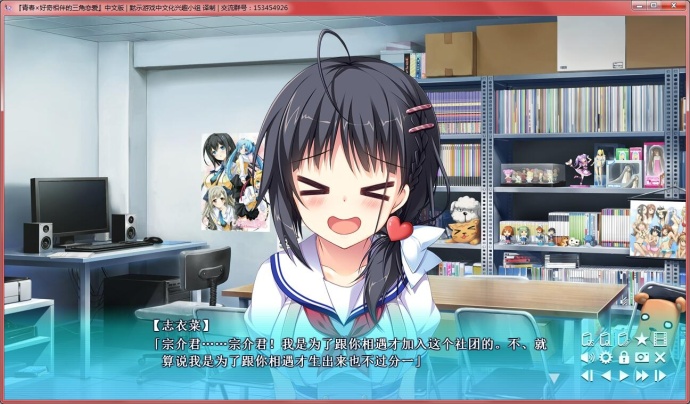 『青春×好奇相伴的三角恋爱』中文版 | 默示游戏中文化兴趣小组 译制 | 交流群号：153454926
【志衣菜】
「宗介君……宗介君！我是为了跟你相遇才加入这个社团的。不、就
算说我是为了跟你相遇才生出来也不过分—」